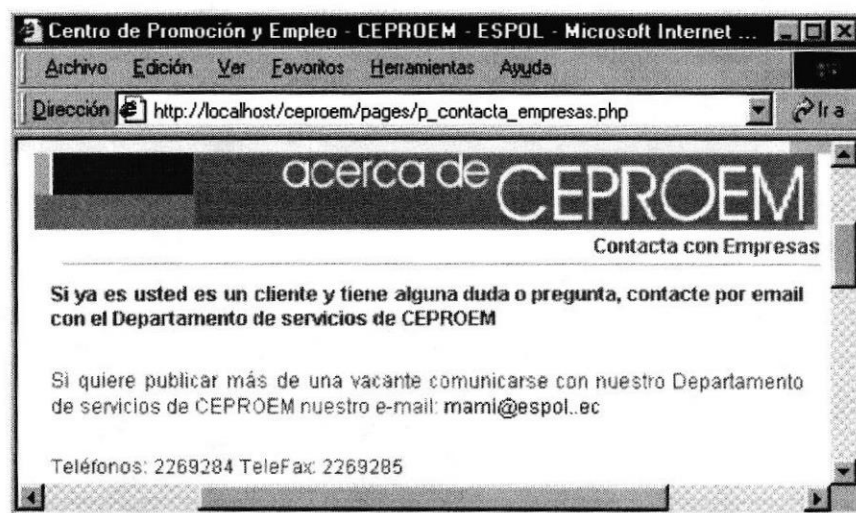 Centro de Promoción y Empleo - CEPROEM - ESPOL - Microsoft Internet ...
Archivo Edición Ver Favoritos Herramientas Ayuda
Dirección http://localhost/ceproem/pages/p_contacta_empresas.php Ir a
acerca de CEPROEM
Contacta con Empresas
Si ya es usted es un cliente y tiene alguna duda o pregunta, contacte por email
con el Departamento de servicios de CEPROEM
Si quiere publicar más de una vacante comunicarse con nuestro Departamento
de servicios de CEPROEM nuestro e-mail: mami@espol..ec
Teléfonos: 2269284 TeleFax: 2269285